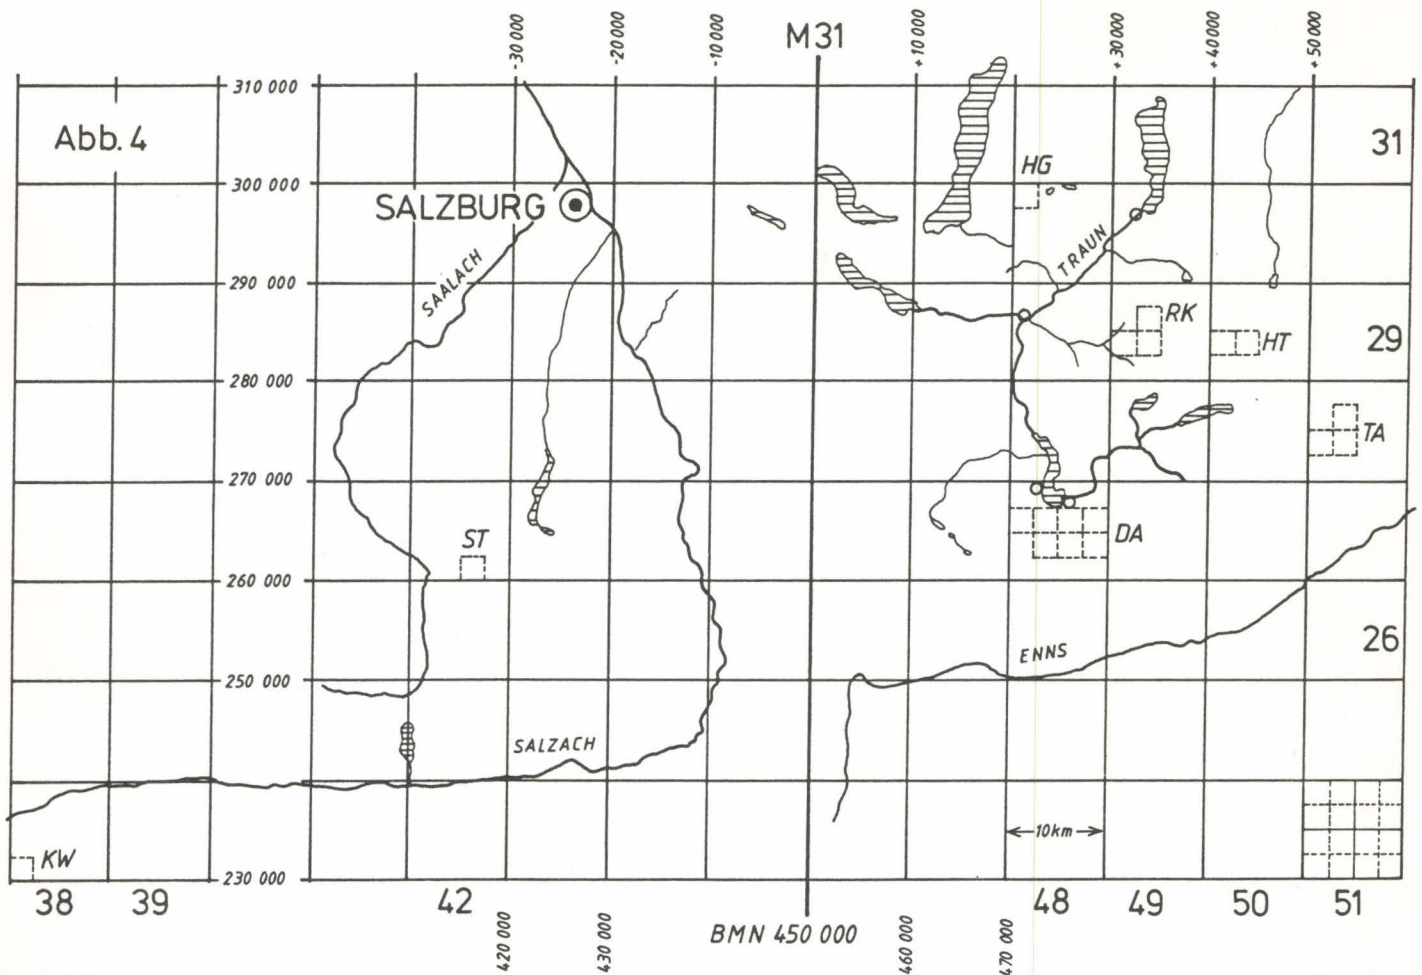 -30 000
-20 000
-10 000
M31
+10 000
+30 000
+40 000
+50 000
310 000
Abb. 4
31
HG
300 000
SALZBURG
TRAUN
SAALACH
290 000
RK
HT
29
280 000
TA
270 000
ST
DA
260 000
26
ENNS
250 000
SALZACH
10km
KW
230 000
38
39
42
48
49
50
51
BMN 450 000
420 000
430 000
460 000
470 000